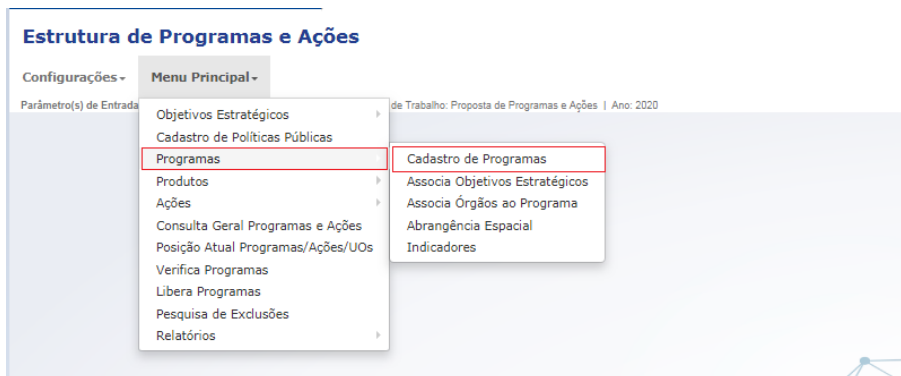 Estrutura de Programas e Ações
Configurações Menu Principal
Parâmetro(s) de Entrada de Trabalho: Proposta de Programas e Ações | Ano: 2020
Objetivos Estratégicos
Cadastro de Políticas Públicas
Programas
Produtos
Ações
Consulta Geral Programas e Ações
Posição Atual Programas/Ações/UOs
Verifica Programas
Libera Programas
Pesquisa de Exclusões
Relatórios
Cadastro de Programas
Associa Objetivos Estratégicos
Associa Órgãos ao Programa
Abrangência Espacial
Indicadores